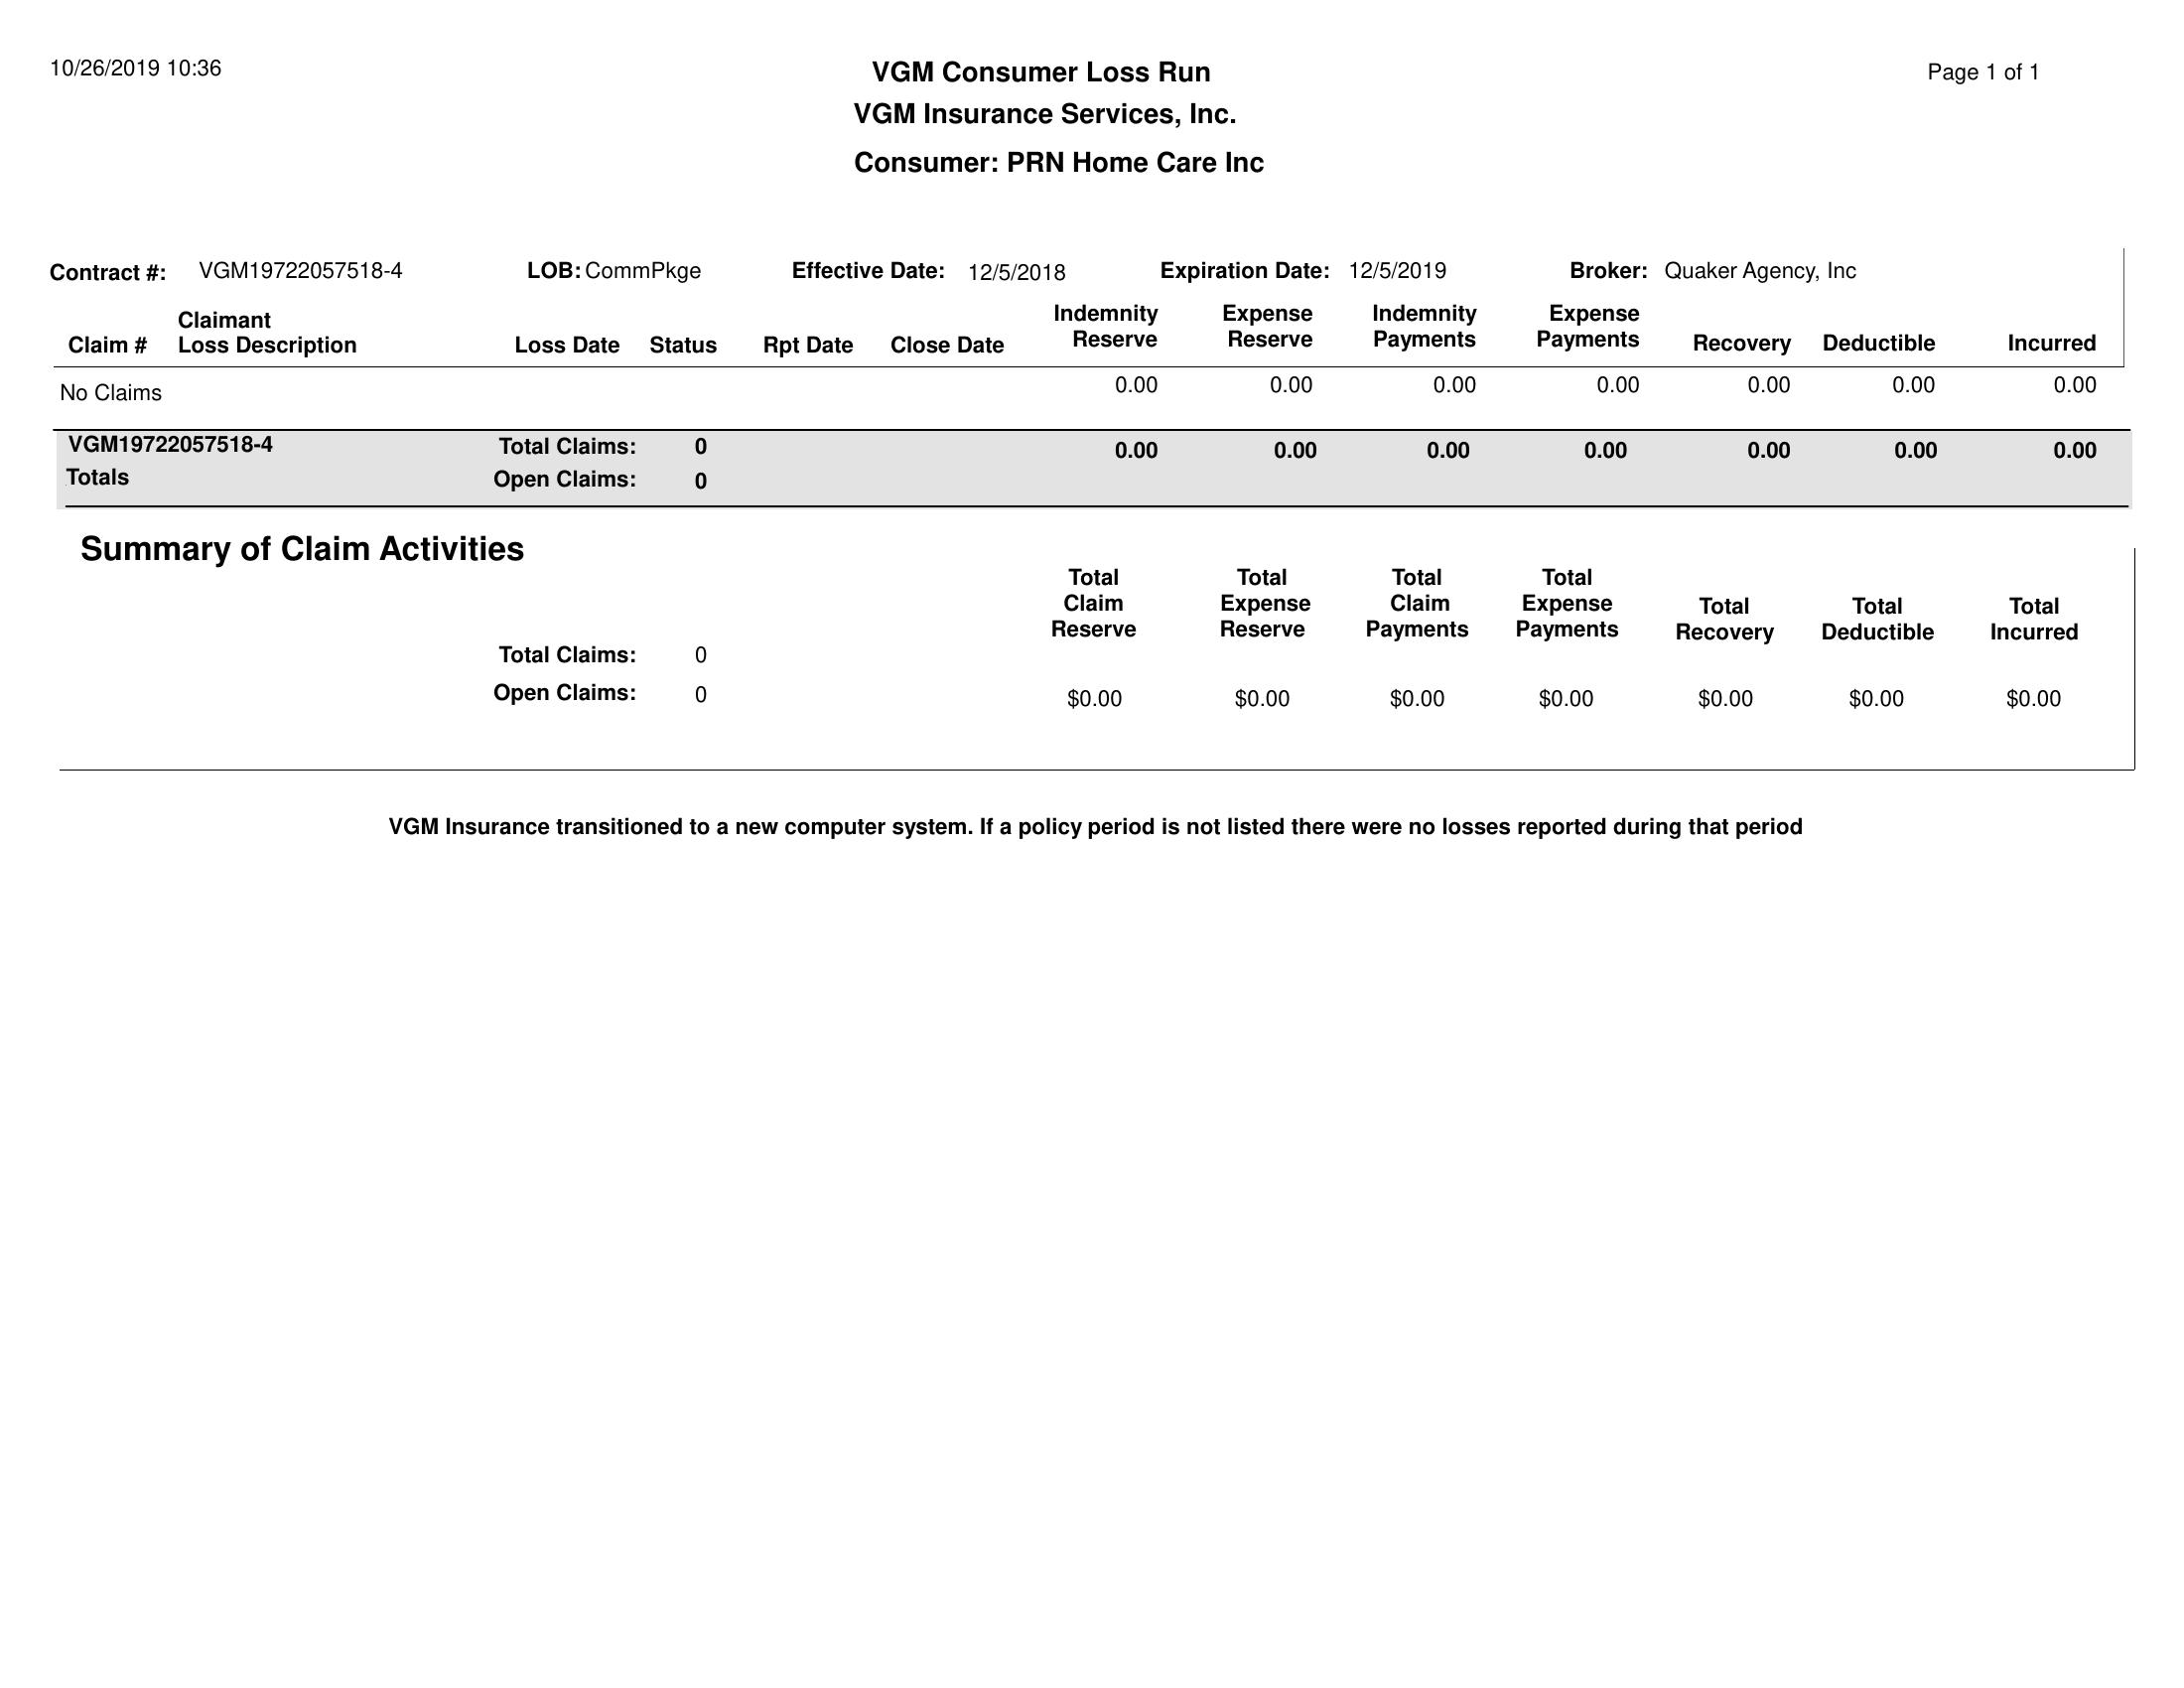 10/26/2019 10:36
VGM Consumer Loss Run
Page 1 of 1
VGM Insurance Services, Inc.
Consumer: PRN Home Care Inc
Contract #: VGM19722057518-4 LOB: CommPkge Effective Date: 12/5/2018 Expiration Date: 12/5/2019 Broker: Quaker Agency, Inc
Claimant Indemnity Expense Indemnity Expense
Claim # Loss Description Loss Date Status Rpt Date Close Date Reserve Reserve Payments Payments Recovery Deductible Incurred
No Claims 0.00 0.00 0.00 0.00 0.00 0.00 0.00
VGM19722057518-4 Total Claims: 0 0.00 0.00 0.00 0.00 0.00 0.00 0.00
Totals Open Claims: 0
Summary of Claim Activities
Total Total Total Total
Claim Expense Claim Expense Total Total Total
Reserve Reserve Payments Payments Recovery Deductible Incurred
Total Claims: 0
Open Claims: 0 $0.00 $0.00 $0.00 $0.00 $0.00 $0.00 $0.00
VGM Insurance transitioned to a new computer system. If a policy period is not listed there were no losses reported during that period